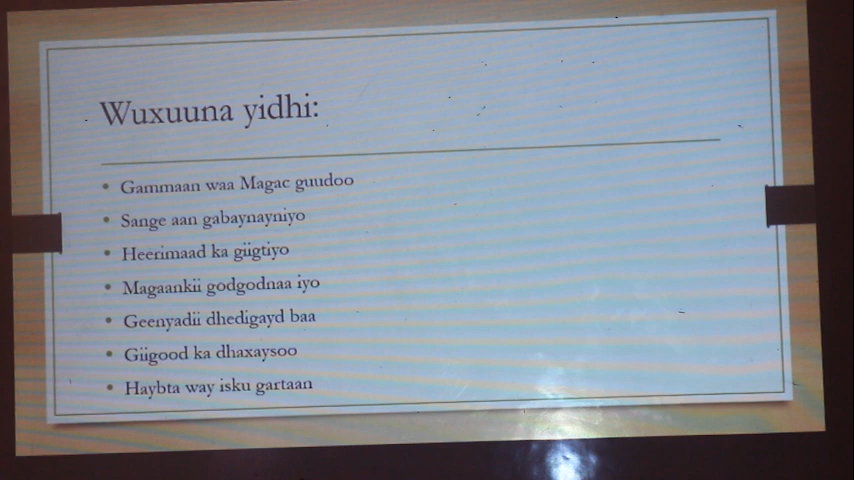 Wuxuuna yidhi:
• Gammaan waa Magac guudoo
• Sange aan gabaynayniyo
• Heerimaad ka giigtiyo
• Magaankii godgodnaa iyo
• Geenyadii dhedigayd baa
• Giigood ka dhaxaysoo
• Haybta way isku gartaan